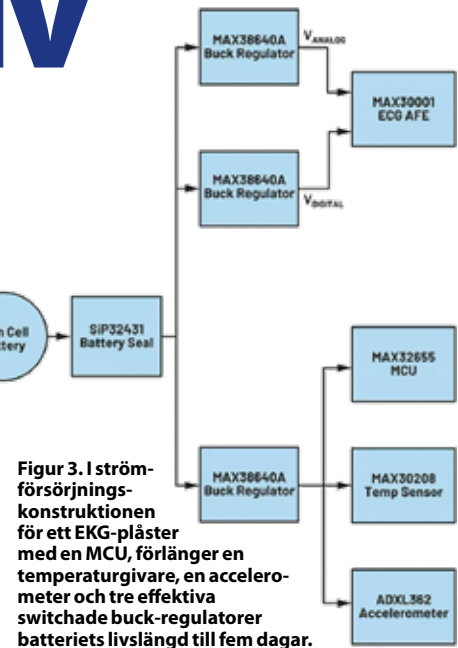 IV
MAX38640A
Buck Regulator
VANALOG
MAX30001
ECG AFE
MAX38640A
Buck Regulator
VDIGITAL
Cell
SiP32431
Battery Seal
MAX32655
MCU
MAX38640A
Buck Regulator
MAX30208
Temp Sensor
ADXL362
Accelerometer
Figur 3. I ström-
försörjnings-
konstruktionen
för ett EKG-plåster
med en MCU, förlänger en
temperaturgivare, en accelero-
meter och tre effektiva
switchade buck-regulatorer
batteriets livslängd till fem dagar.